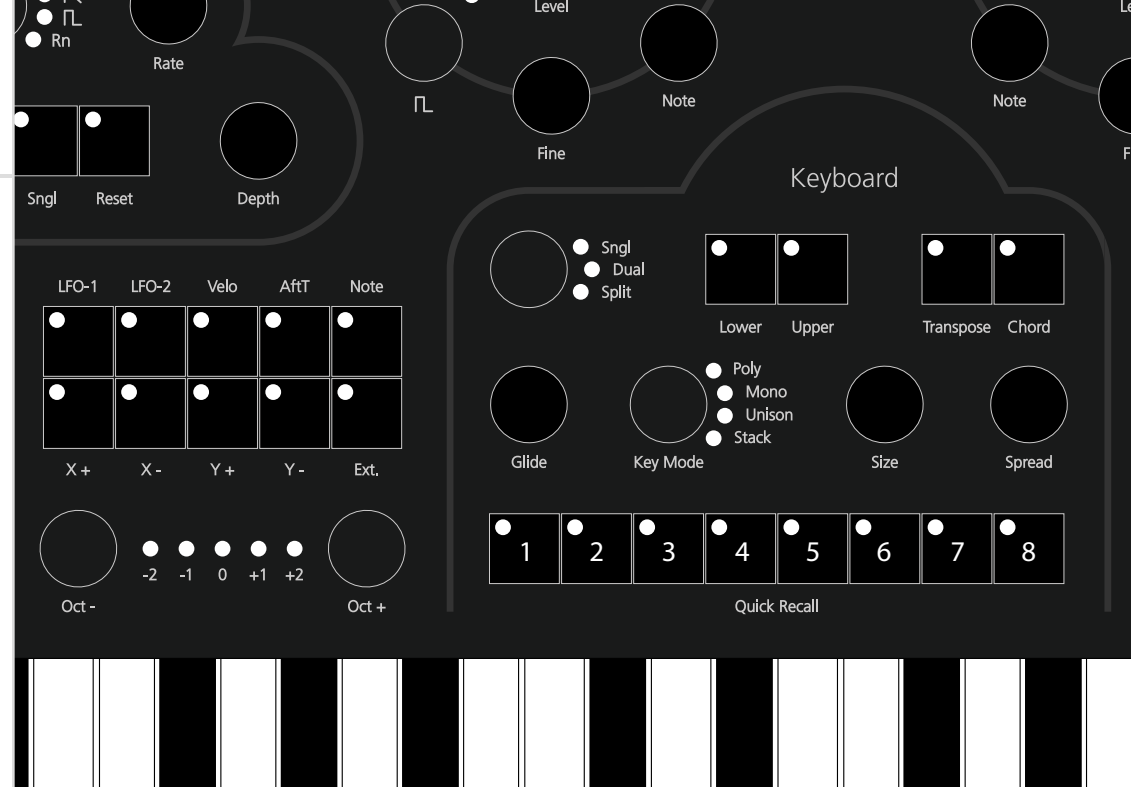 Level
Le
Rn
Rate
Note
Note
Fine
F
Sngl
Reset
Depth
Keyboard
Sngl
Dual
Split
LFO-1
LFO-2
Velo
AftT
Note
Lower
Upper
Transpose
Chord
Poly
Mono
Unison
Stack
X +
X -
Y +
Y -
Ext.
Glide
Key Mode
Size
Spread
1
2
3
4
5
6
7
8
-2
-1
0
+1
+2
Oct -
Oct +
Quick Recall